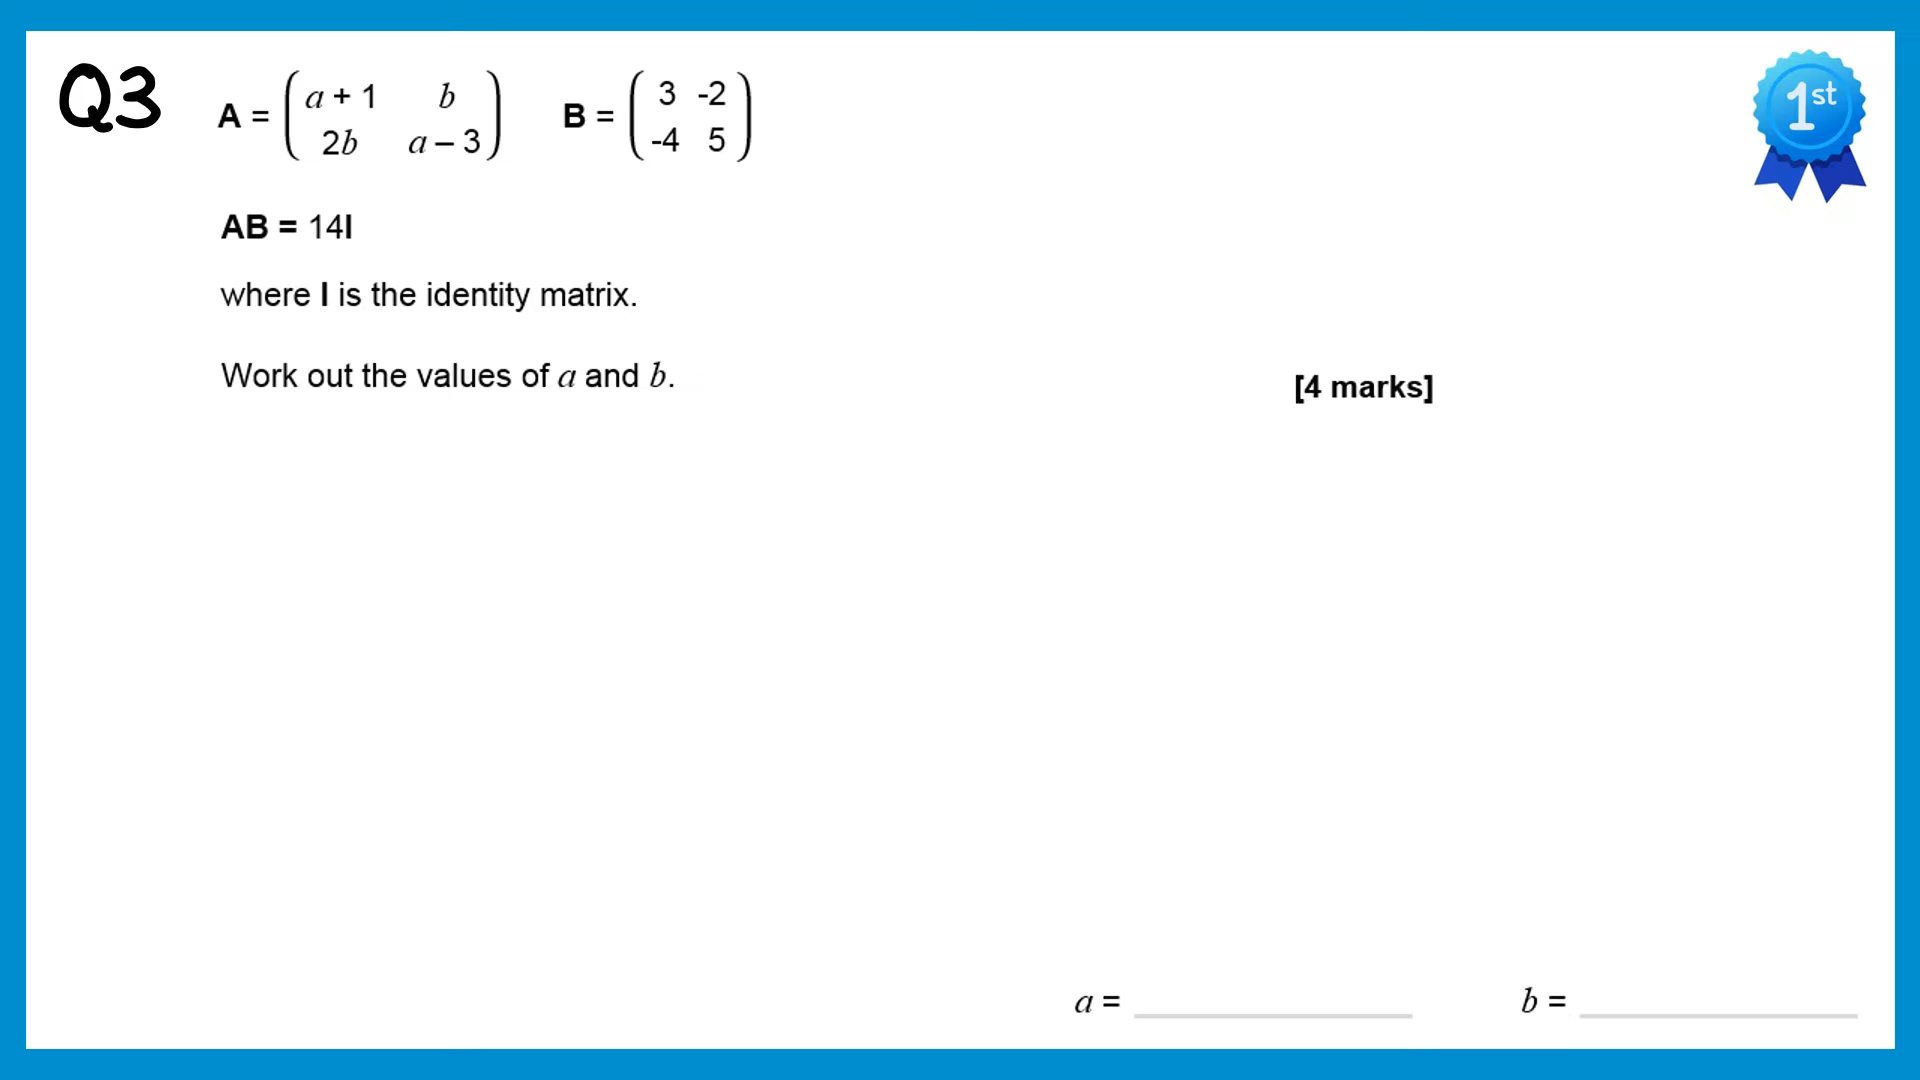 Q3
A = ( a + 1 b ) B = ( 3 -2 )
( 2b a – 3 ) ( -4 5 )
1st
AB = 14I
where I is the identity matrix.
Work out the values of a and b.
[4 marks]
a = b =